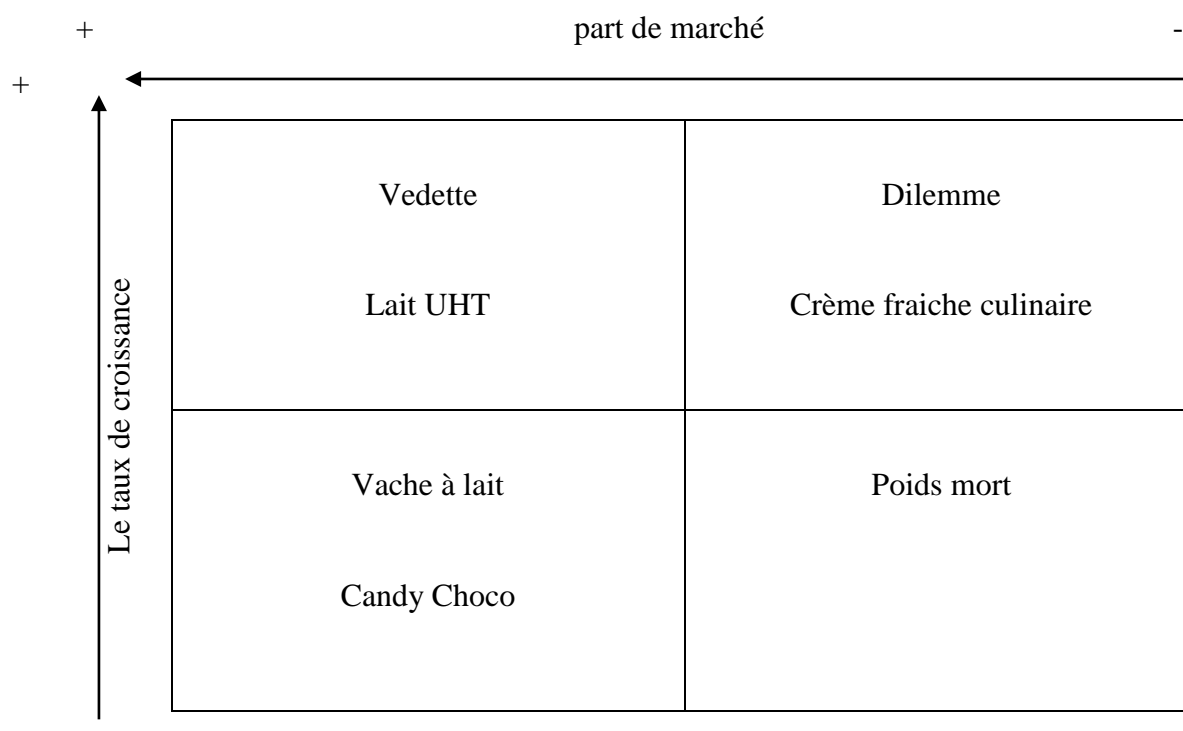 + part de marché -
+
Vedette Dilemme
Lait UHT Crème fraiche culinaire
Le taux de croissance
Vache à lait Poids mort
Candy Choco